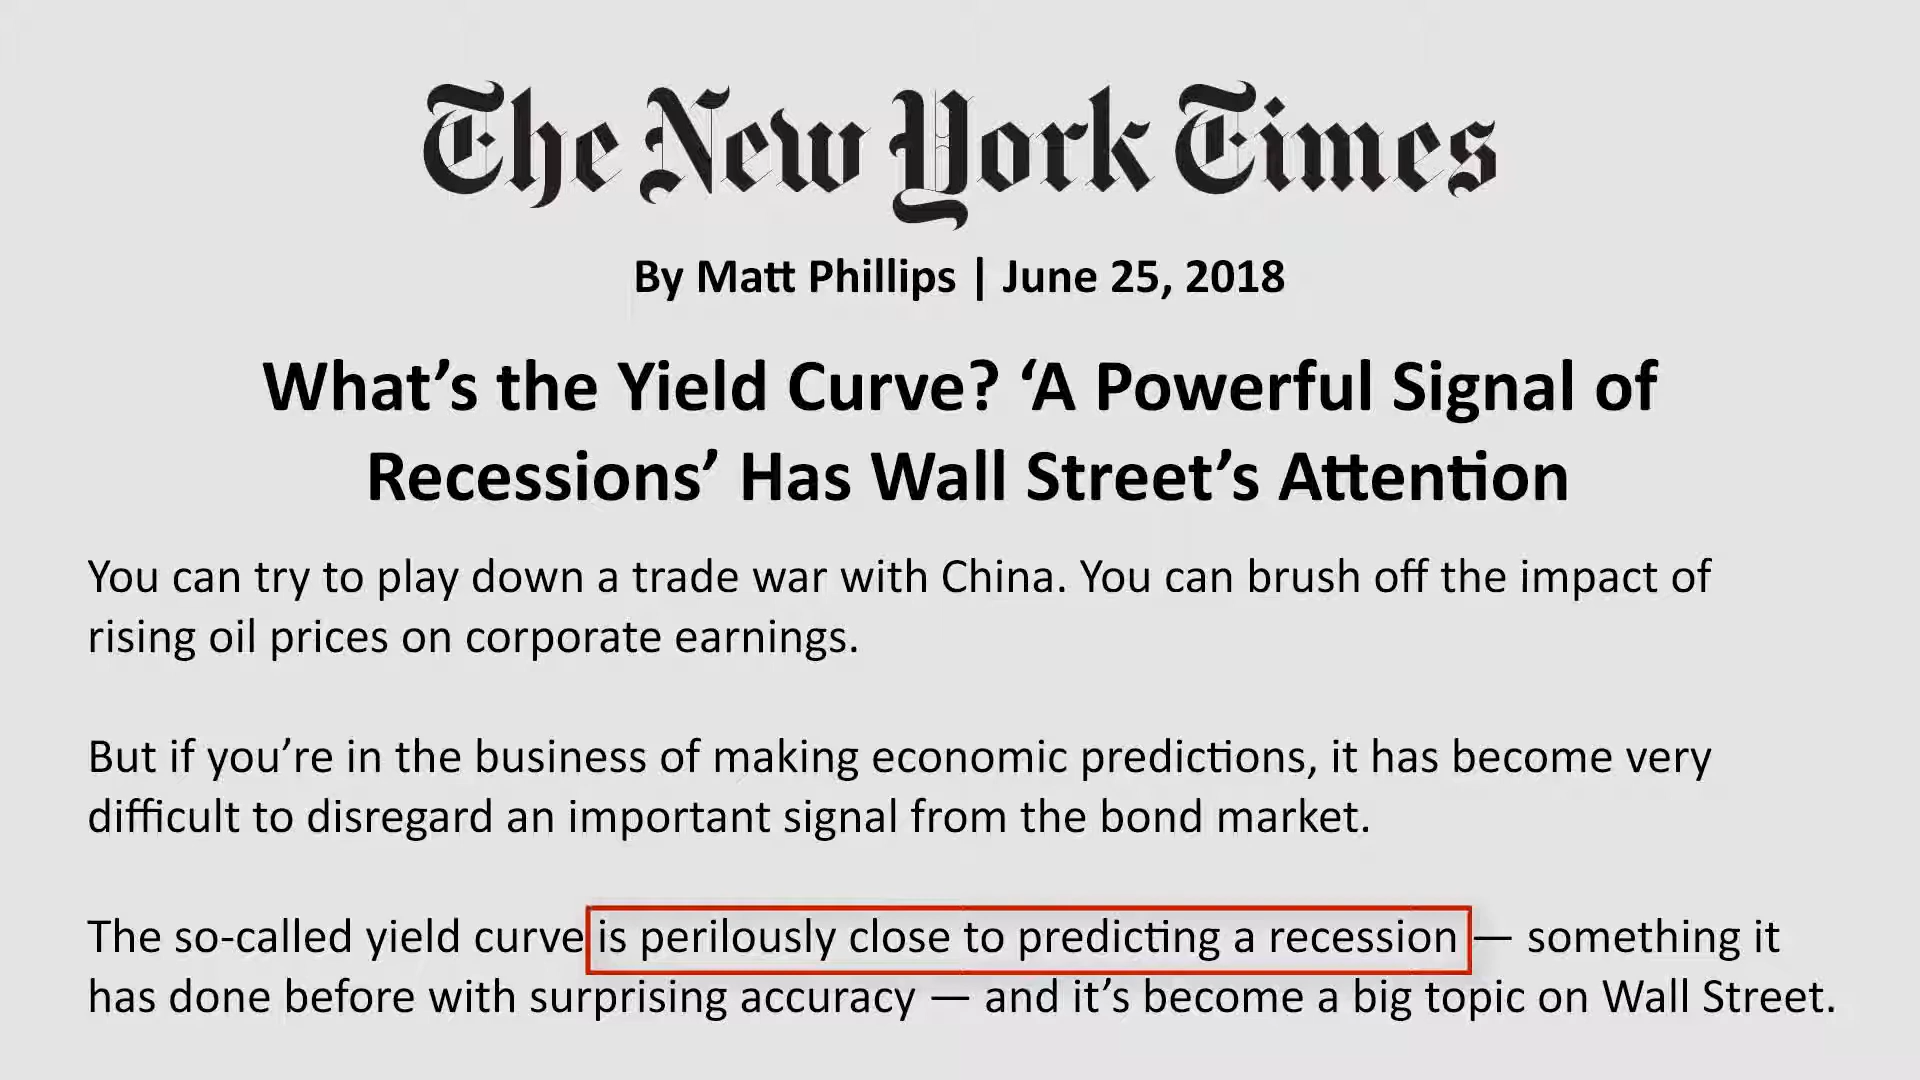 The New York Times
By Matt Phillips | June 25, 2018
What’s the Yield Curve? ‘A Powerful Signal of
Recessions’ Has Wall Street’s Attention
You can try to play down a trade war with China. You can brush off the impact of
rising oil prices on corporate earnings.
But if you’re in the business of making economic predictions, it has become very
difficult to disregard an important signal from the bond market.
The so-called yield curve is perilously close to predicting a recession — something it
has done before with surprising accuracy — and it’s become a big topic on Wall Street.